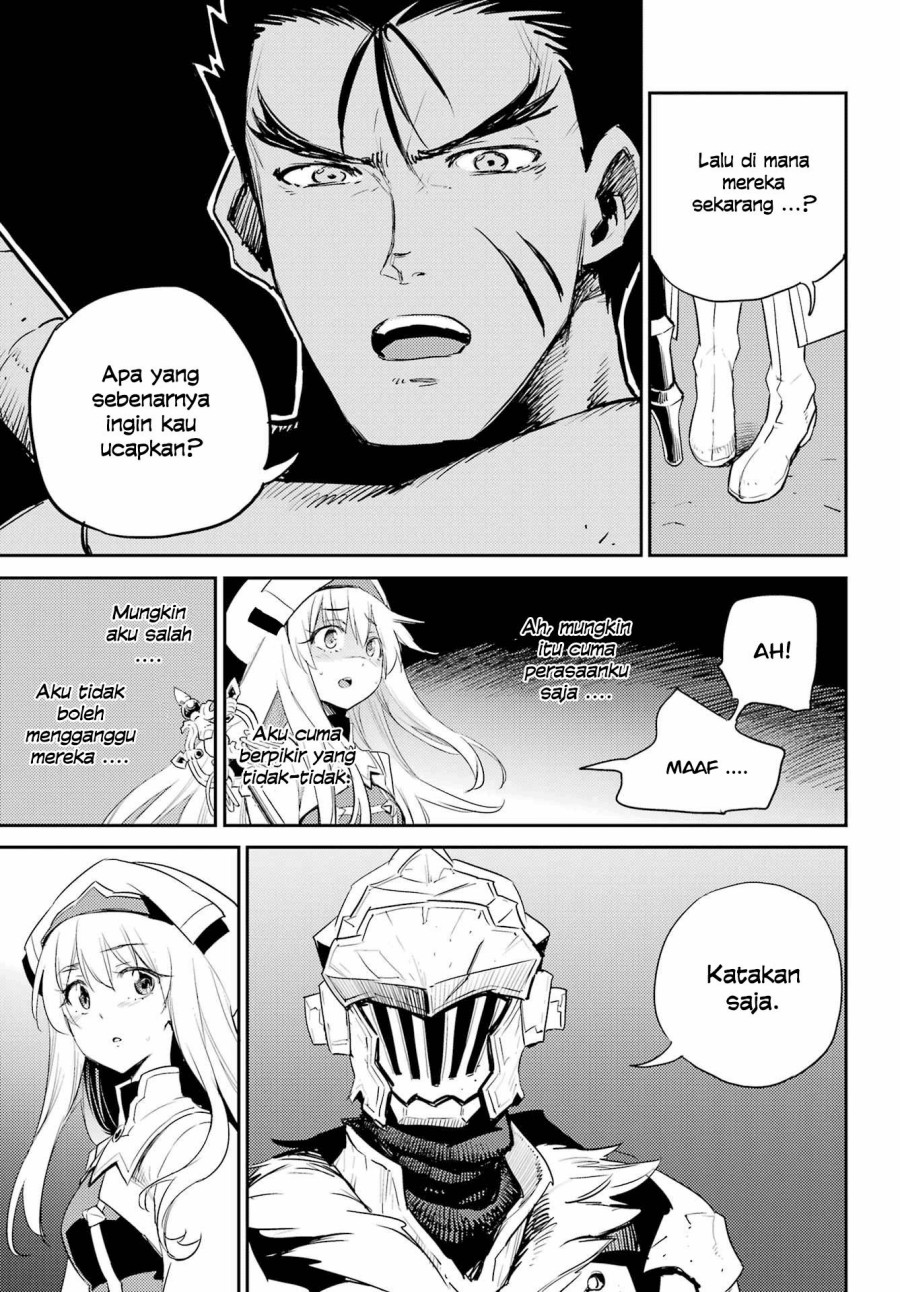 Lalu di mana
mereka
sekarang ...?
Apa yang
sebenarnya
ingin kau
ucapkan?
AH!
MAAF ....
Ah, mungkin
itu cuma
perasaanku
saja ....
Aku cuma
berpikir yang
tidak-tidak.
Mungkin
aku salah
....
Aku tidak
boleh
mengganggu
mereka ....
Katakan
saja.